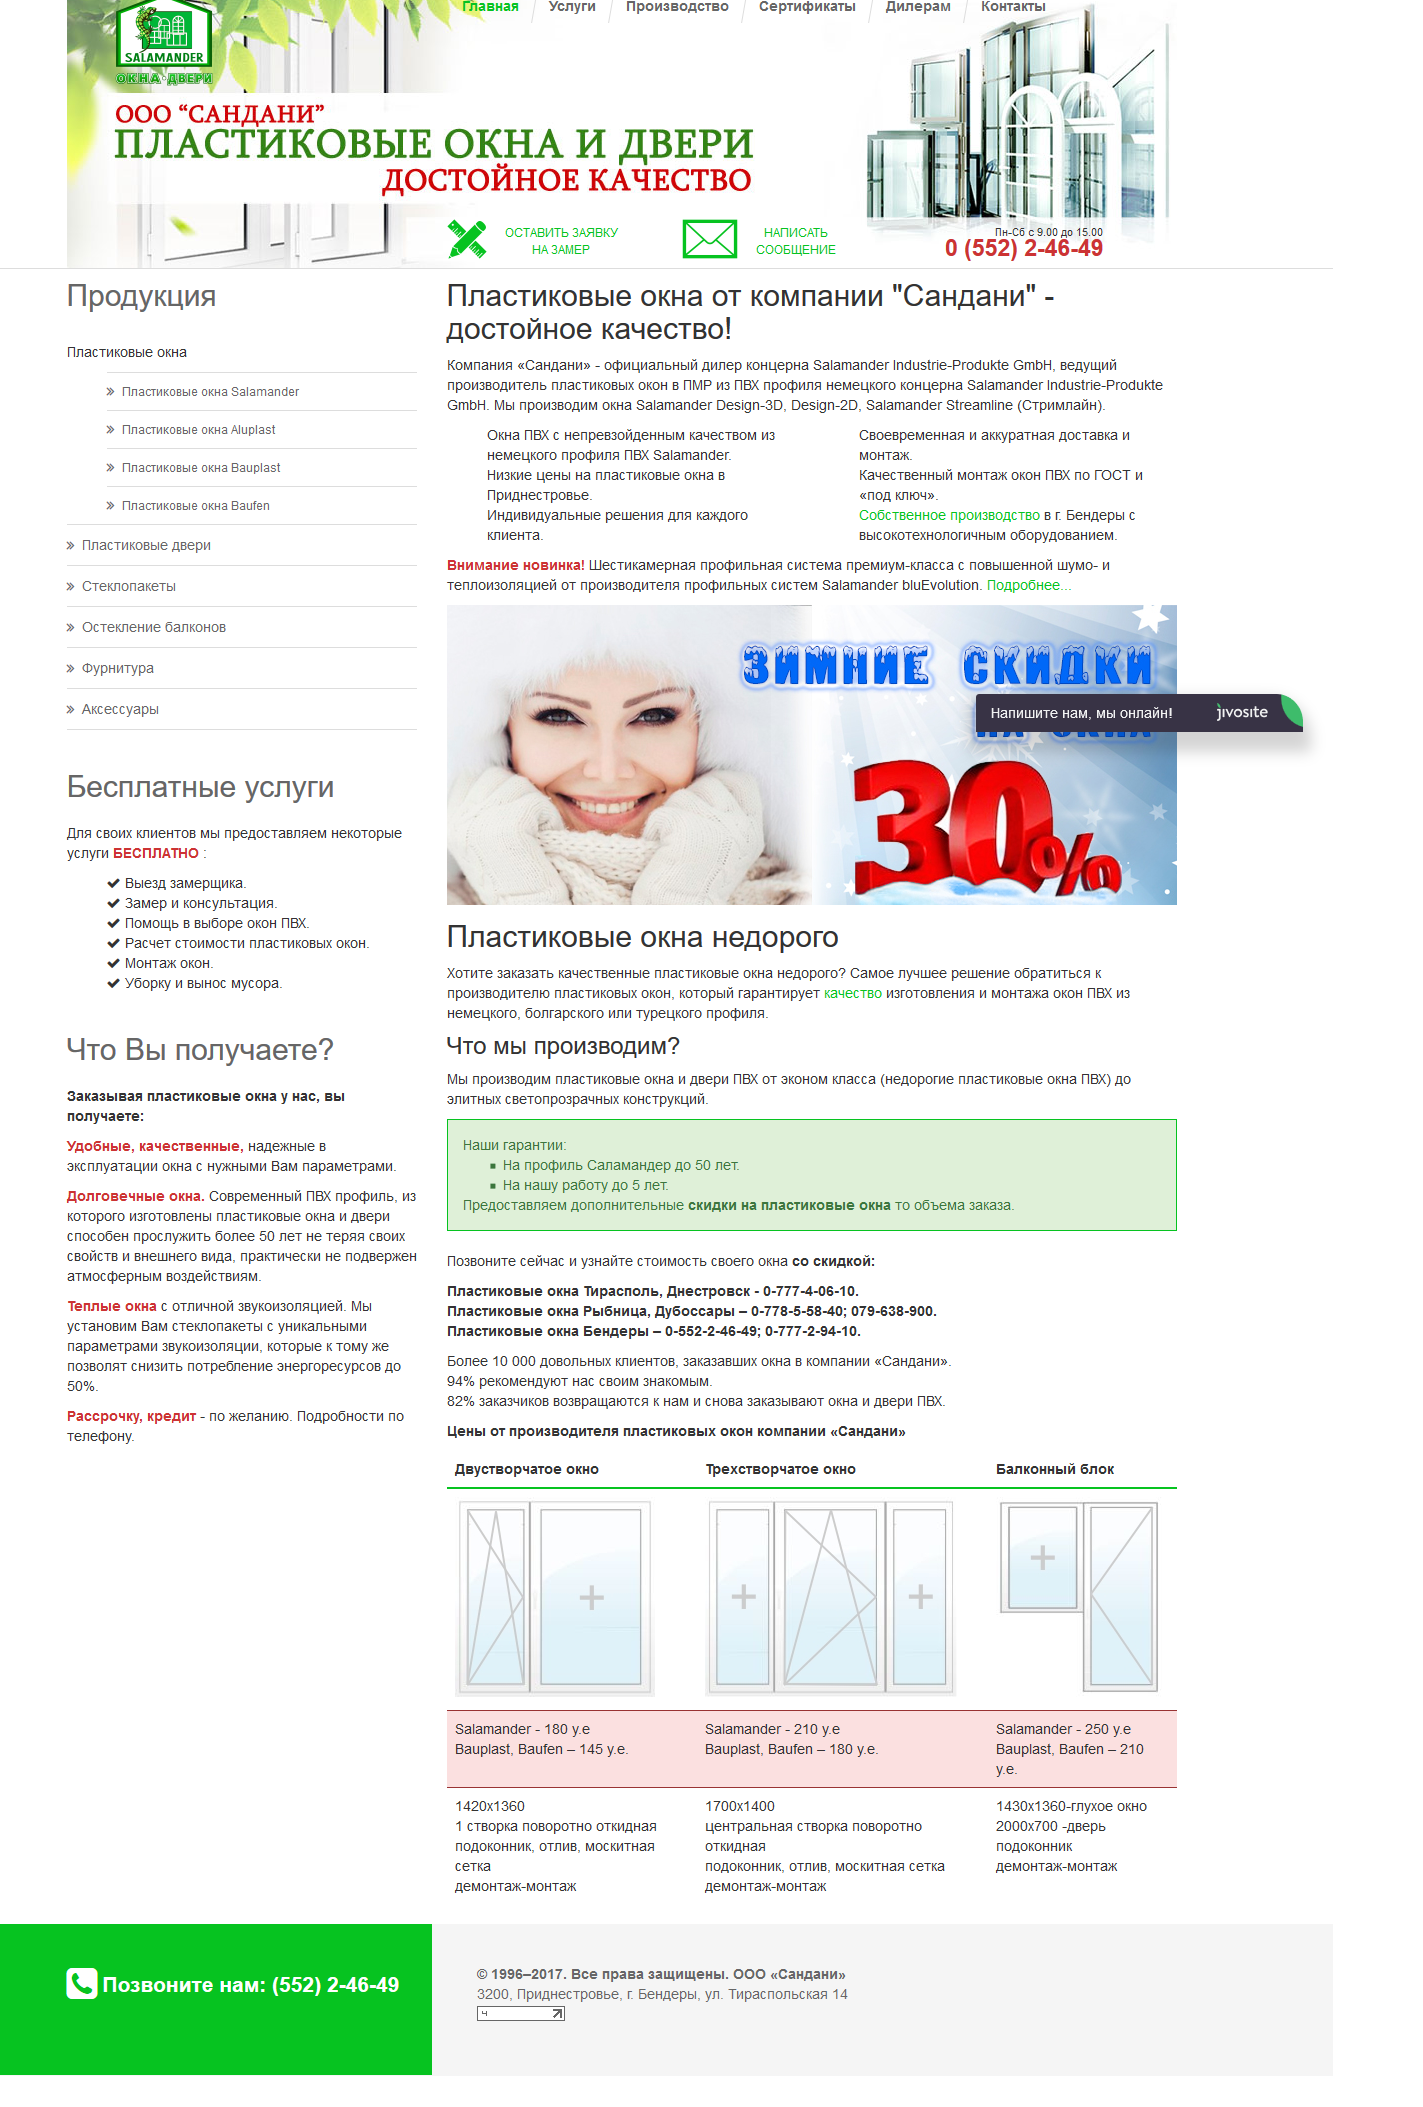 Главная
Услуги
Производство
Сертификаты
Дилерам
Контакты
SALAMANDER
ОКНА-ДВЕРИ
ООО “САНДАНИ”
ПЛАСТИКОВЫЕ ОКНА И ДВЕРИ
ДОСТОЙНОЕ КАЧЕСТВО
ОСТАВИТЬ ЗАЯВКУ
НА ЗАМЕР
НАПИСАТЬ
СООБЩЕНИЕ
Пн-Сб с 9.00 до 15.00
0 (552) 2-46-49
Продукция
Пластиковые окна
Пластиковые окна Salamander
Пластиковые окна Aluplast
Пластиковые окна Bauplast
Пластиковые окна Baufen
Пластиковые двери
Стеклопакеты
Остекление балконов
Фурнитура
Аксессуары
Бесплатные услуги
Для своих клиентов мы предоставляем некоторые
услуги БЕСПЛАТНО :
Выезд замерщика.
Замер и консультация.
Помощь в выборе окон ПВХ.
Расчет стоимости пластиковых окон.
Монтаж окон.
Уборку и вынос мусора.
Что Вы получаете?
Заказывая пластиковые окна у нас, вы
получаете:
Удобные, качественные, надежные в
эксплуатации окна с нужными Вам параметрами.
Долговечные окна. Современный ПВХ профиль, из
которого изготовлены пластиковые окна и двери
способен прослужить более 50 лет не теряя своих
свойств и внешнего вида, практически не подвержен
атмосферным воздействиям.
Теплые окна с отличной звукоизоляцией. Мы
установим Вам стеклопакеты с уникальными
параметрами звукоизоляции, которые к тому же
позволят снизить потребление энергоресурсов до
50%.
Рассрочку, кредит - по желанию. Подробности по
телефону.
Пластиковые окна от компании "Сандани" -
достойное качество!
Компания «Сандани» - официальный дилер концерна Salamander Industrie-Produkte GmbH, ведущий
производитель пластиковых окон в ПМР из ПВХ профиля немецкого концерна Salamander Industrie-Produkte
GmbH. Мы производим окна Salamander Design-3D, Design-2D, Salamander Streamline (Стримлайн).
Окна ПВХ с непревзойденным качеством из
немецкого профиля ПВХ Salamander.
Низкие цены на пластиковые окна в
Приднестровье.
Индивидуальные решения для каждого
клиента.
Своевременная и аккуратная доставка и
монтаж.
Качественный монтаж окон ПВХ по ГОСТ и
«под ключ».
Собственное производство в г. Бендеры с
высокотехнологичным оборудованием.
Внимание новинка! Шестикамерная профильная система премиум-класса с повышенной шумо- и
теплоизоляцией от производителя профильных систем Salamander bluEvolution. Подробнее...
ЗИМНИЕ СКИДКИ
НА ОКНА
30%
Напишите нам, мы онлайн!
jivosite
Пластиковые окна недорого
Хотите заказать качественные пластиковые окна недорого? Самое лучшее решение обратиться к
производителю пластиковых окон, который гарантирует качество изготовления и монтажа окон ПВХ из
немецкого, болгарского или турецкого профиля.
Что мы производим?
Мы производим пластиковые окна и двери ПВХ от эконом класса (недорогие пластиковые окна ПВХ) до
элитных светопрозрачных конструкций.
Наши гарантии:
На профиль Саламандер до 50 лет.
На нашу работу до 5 лет.
Предоставляем дополнительные скидки на пластиковые окна то объема заказа.
Позвоните сейчас и узнайте стоимость своего окна со скидкой:
Пластиковые окна Тирасполь, Днестровск - 0-777-4-06-10.
Пластиковые окна Рыбница, Дубоссары – 0-778-5-58-40; 079-638-900.
Пластиковые окна Бендеры – 0-552-2-46-49; 0-777-2-94-10.
Более 10 000 довольных клиентов, заказавших окна в компании «Сандани».
94% рекомендуют нас своим знакомым.
82% заказчиков возвращаются к нам и снова заказывают окна и двери ПВХ.
Цены от производителя пластиковых окон компании «Сандани»
Двустворчатое окно
Трехстворчатое окно
Балконный блок
Salamander - 180 у.е
Bauplast, Baufen – 145 у.е.
Salamander - 210 у.е
Bauplast, Baufen – 180 у.е.
Salamander - 250 у.е
Bauplast, Baufen – 210
у.е.
1420x1360
1 створка поворотно откидная
подоконник, отлив, москитная
сетка
демонтаж-монтаж
1700x1400
центральная створка поворотно
откидная
подоконник, отлив, москитная сетка
демонтаж-монтаж
1430x1360-глухое окно
2000x700 -дверь
подоконник
демонтаж-монтаж
Позвоните нам: (552) 2-46-49
© 1996–2017. Все права защищены. ООО «Сандани»
3200, Приднестровье, г. Бендеры, ул. Тираспольская 14